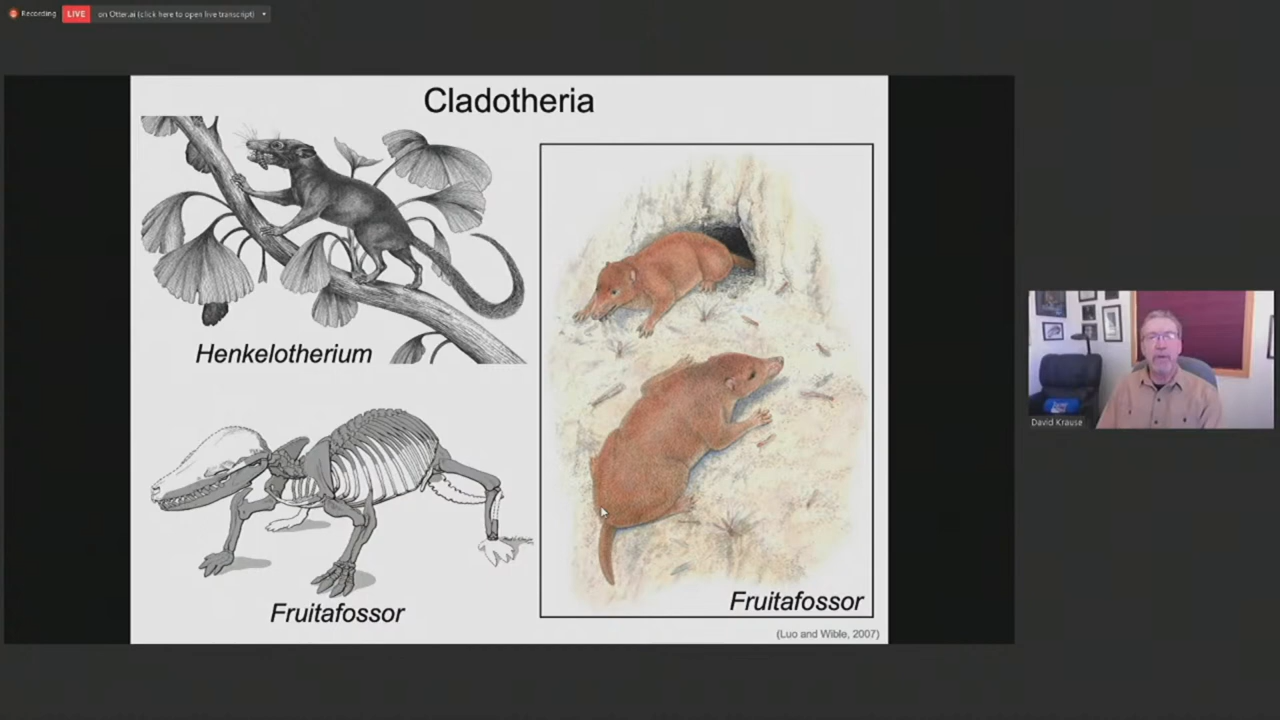 Recording
LIVE
on Otter.ai (click here to open live transcript)
Cladotheria
Henkelotherium
Fruitafossor
Fruitafossor
(Luo and Wible, 2007)
David Krause